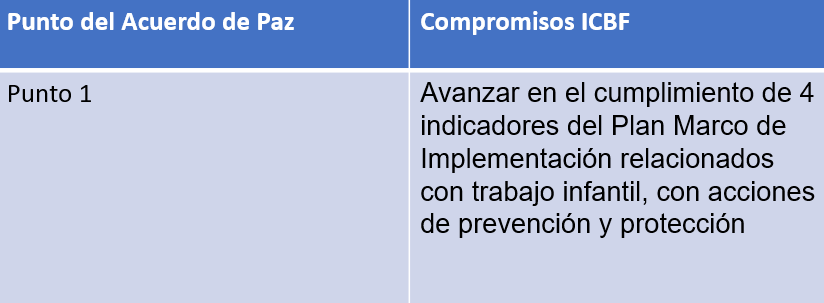 Punto del Acuerdo de Paz
Compromisos ICBF
Punto 1
Avanzar en el cumplimiento de 4
indicadores del Plan Marco de
Implementación relacionados
con trabajo infantil, con acciones
de prevención y protección